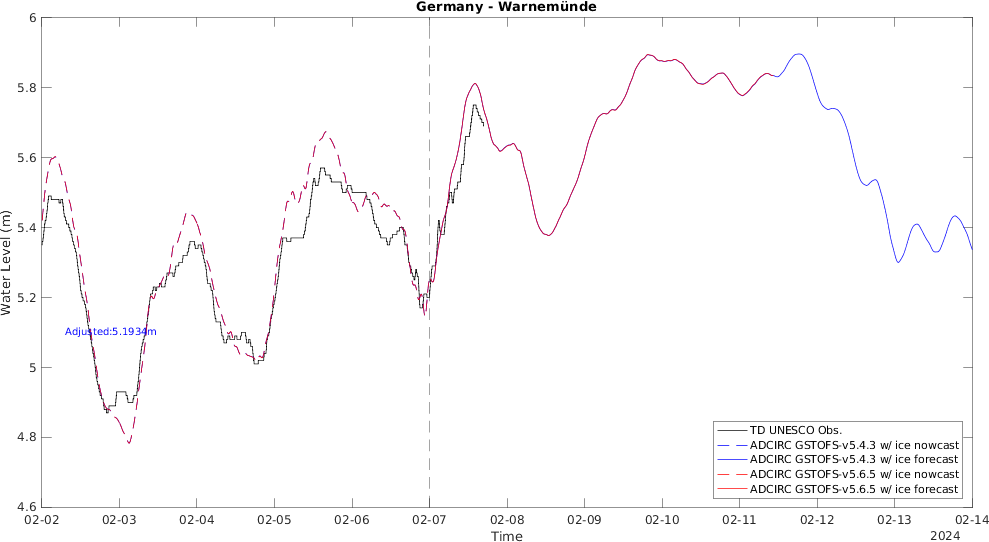 Germany - Warnemünde
Water Level (m)
6
5.8
5.6
5.4
5.2
5
4.8
4.6
Adjusted:5.1934m
TD UNESCO Obs.
ADCIRC GSTOFS-v5.4.3 w/ ice nowcast
ADCIRC GSTOFS-v5.4.3 w/ ice forecast
ADCIRC GSTOFS-v5.6.5 w/ ice nowcast
ADCIRC GSTOFS-v5.6.5 w/ ice forecast
02-02 02-03 02-04 02-05 02-06 02-07 02-08 02-09 02-10 02-11 02-12 02-13 02-14
Time
2024